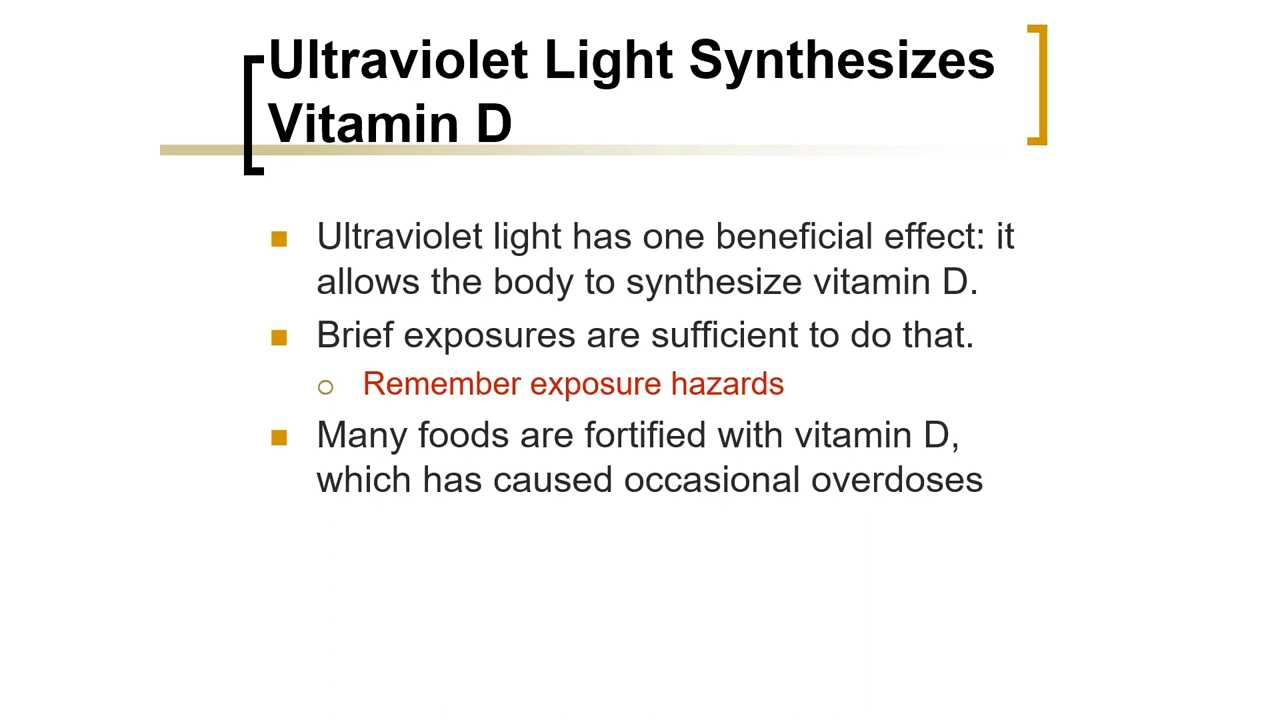 Ultraviolet Light Synthesizes
Vitamin D
Ultraviolet light has one beneficial effect: it
allows the body to synthesize vitamin D.
Brief exposures are sufficient to do that.
Remember exposure hazards
Many foods are fortified with vitamin D,
which has caused occasional overdoses